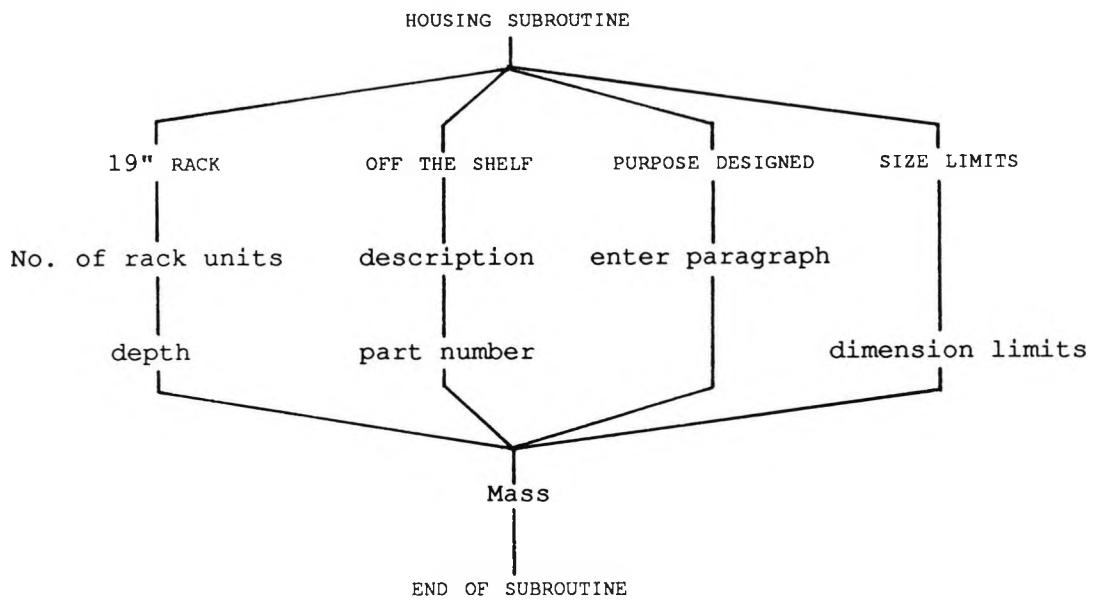 HOUSING SUBROUTINE
19" RACK OFF THE SHELF PURPOSE DESIGNED SIZE LIMITS
No. of rack units description enter paragraph
depth part number dimension limits
Mass
END OF SUBROUTINE